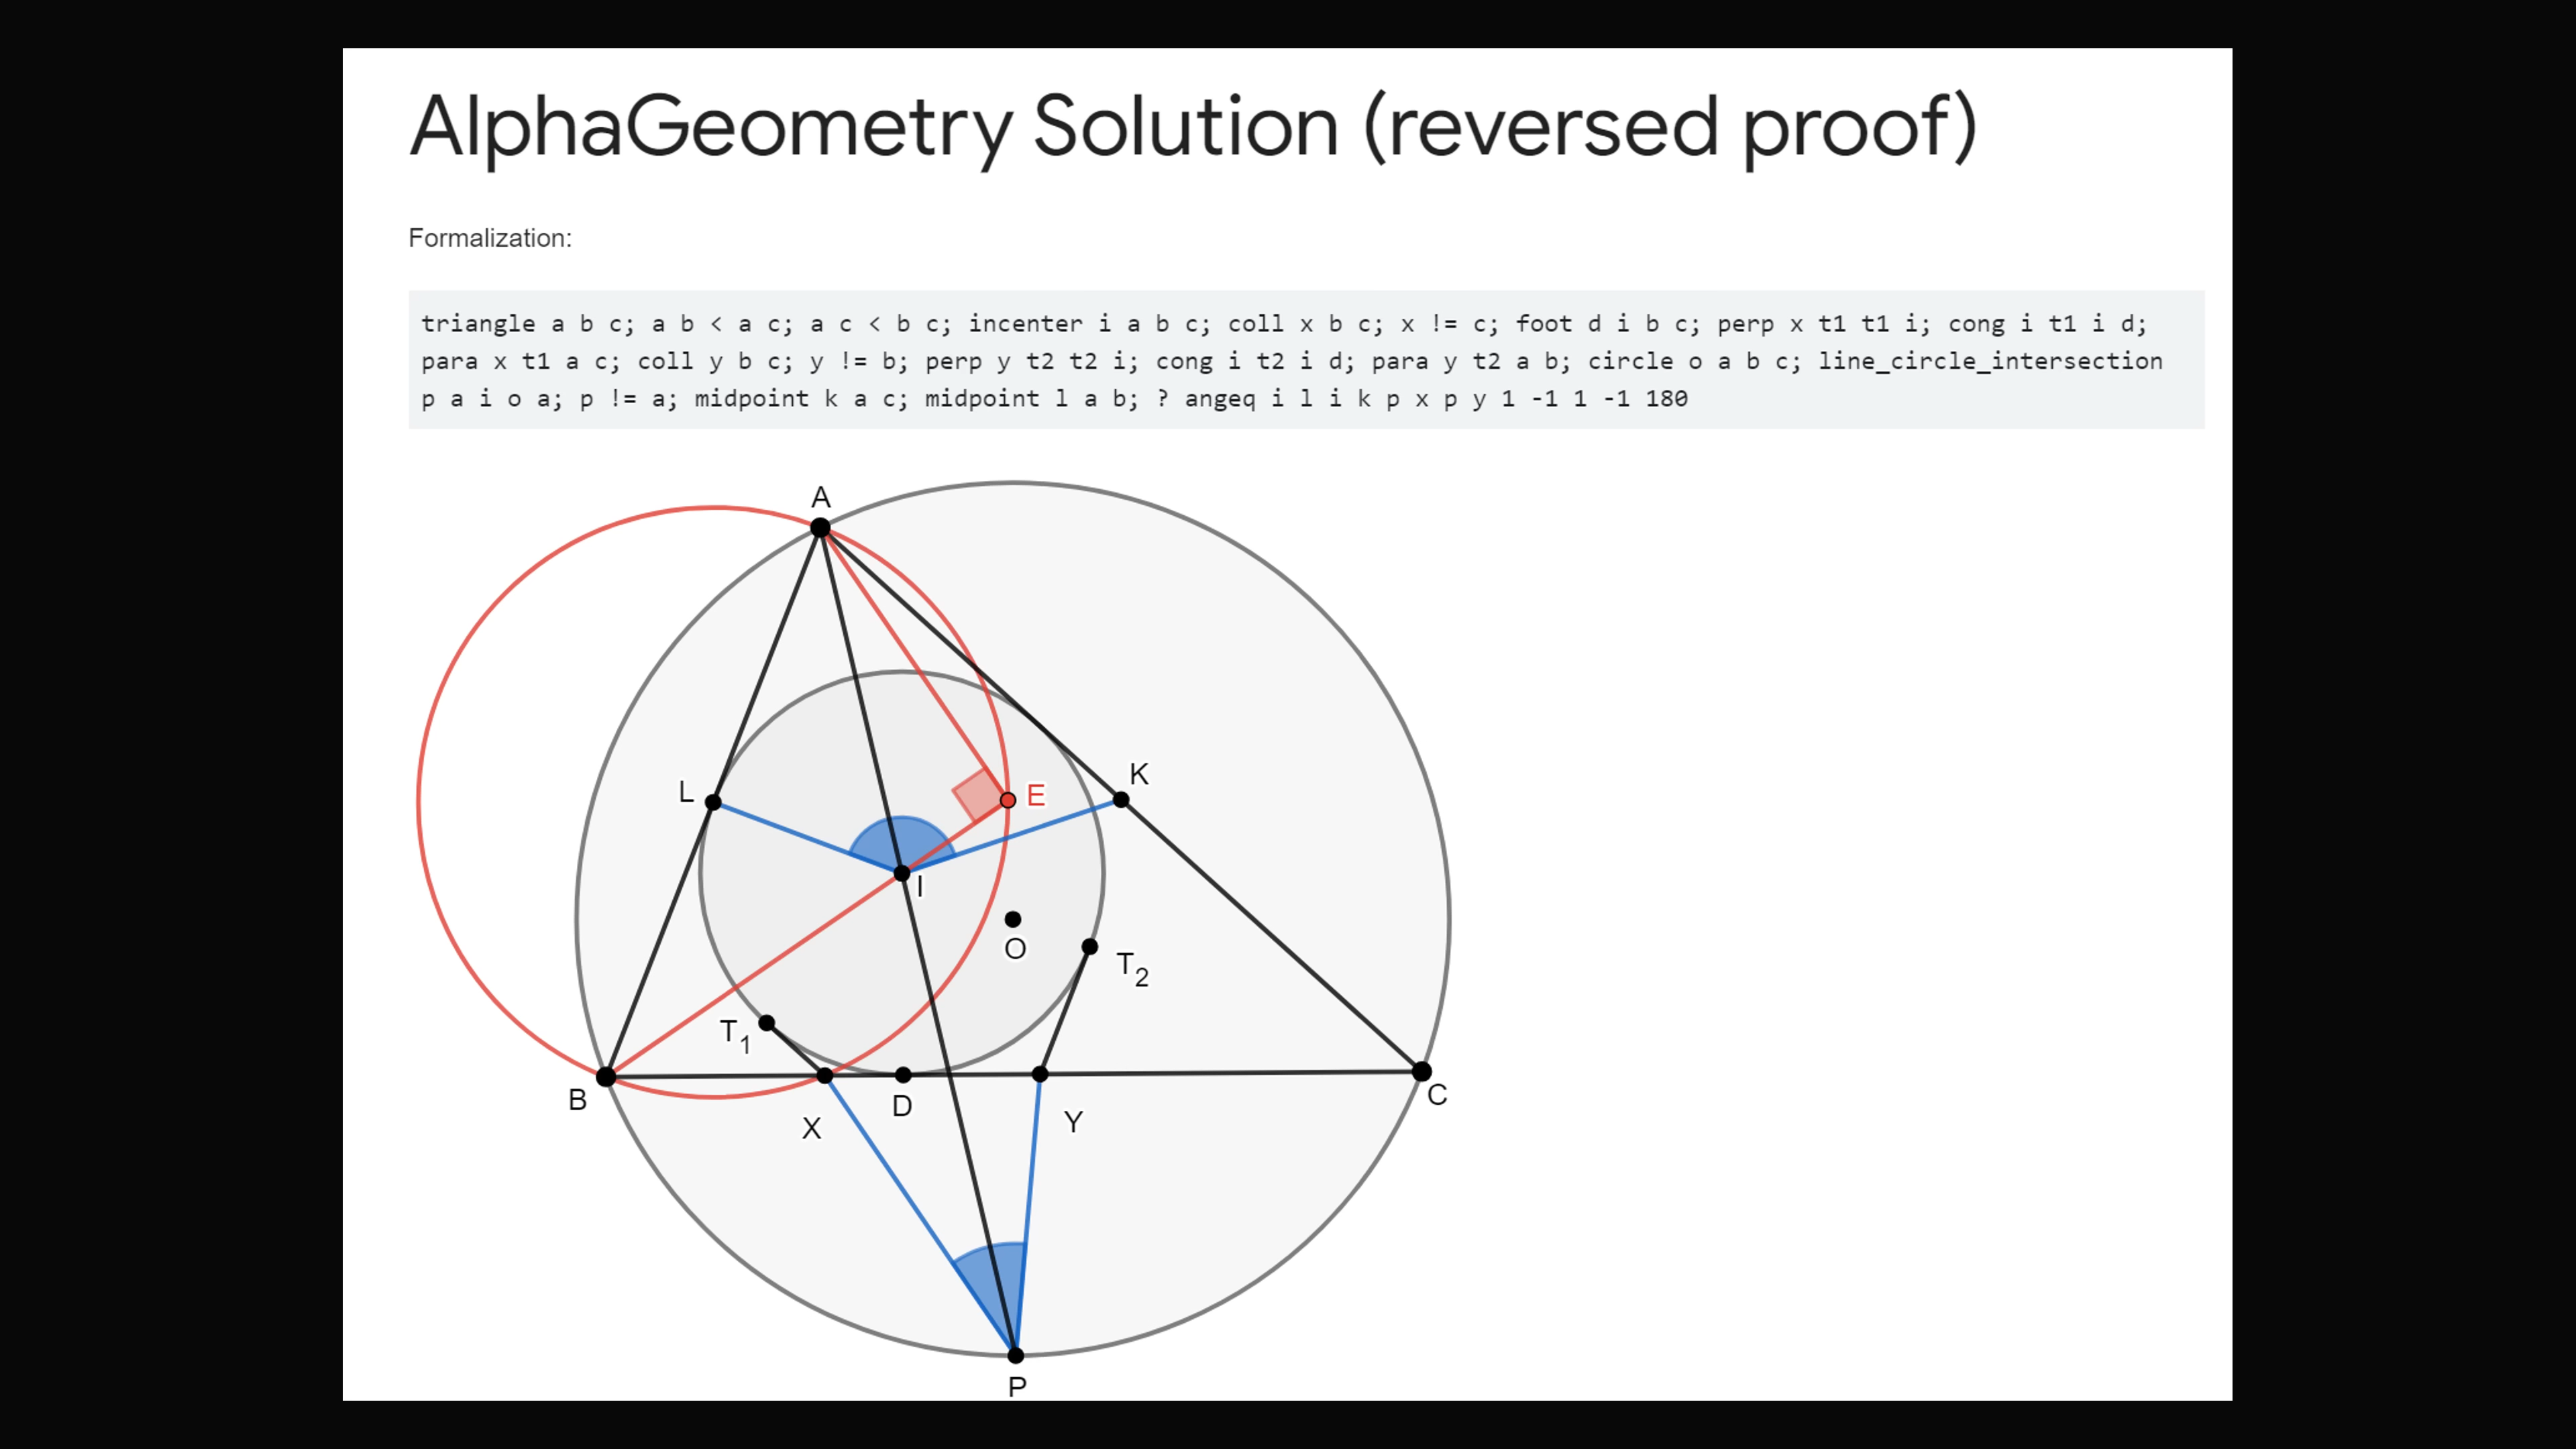 AlphaGeometry Solution (reversed proof)
Formalization:
triangle a b c; a b < a c; a c < b c; incenter i a b c; coll x b c; x != c; foot d i b c; perp x t1 t1 i; cong i t1 i d;
para x t1 a c; coll y b c; y != b; perp y t2 t2 i; cong i t2 i d; para y t2 a b; circle o a b c; line_circle_intersection
p a i o a; p != a; midpoint k a c; midpoint l a b; ? angeq i l i k p x p y 1 -1 1 -1 180
A
K
L
E
I
O
T2
T1
B
X
D
Y
C
P